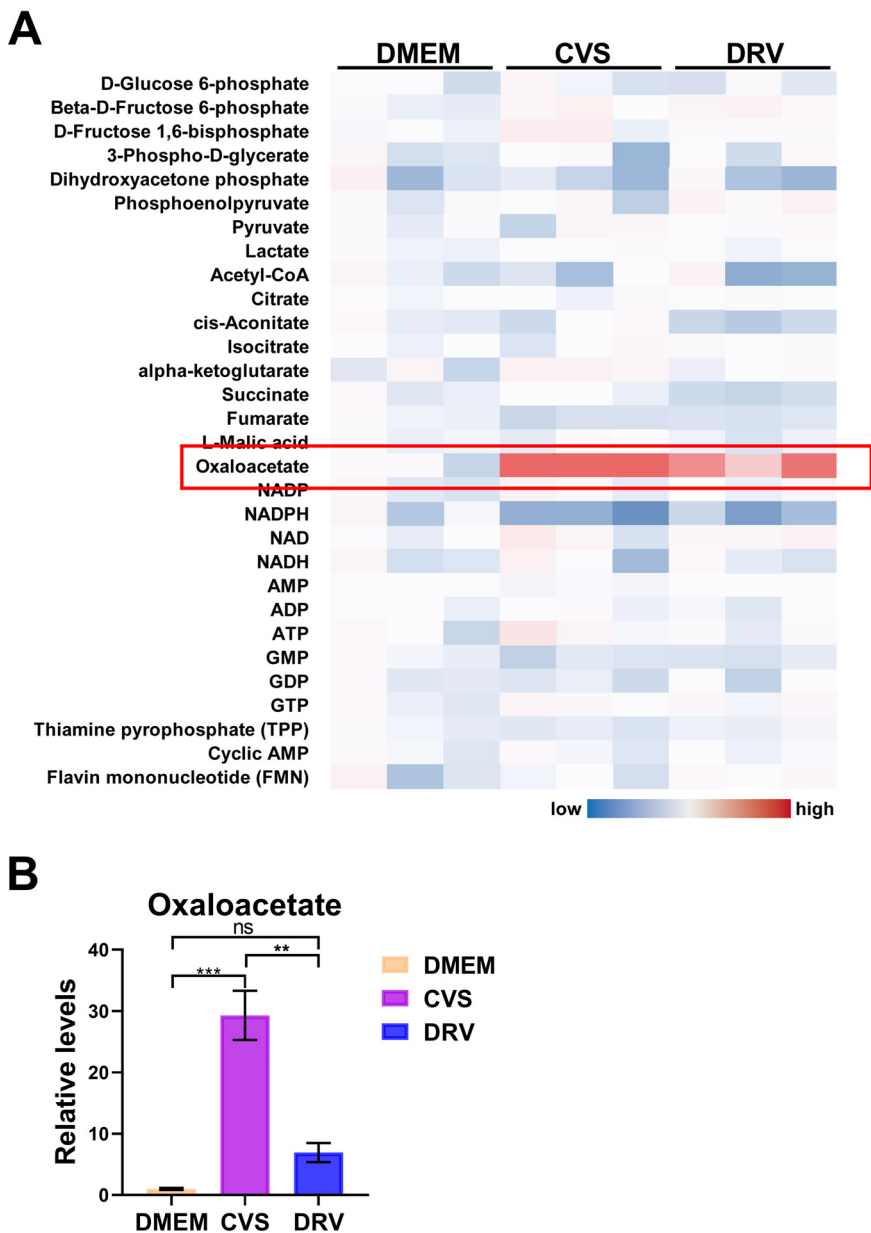 A
DMEM CVS DRV
D-Glucose 6-phosphate
Beta-D-Fructose 6-phosphate
D-Fructose 1,6-bisphosphate
3-Phospho-D-glycerate
Dihydroxyacetone phosphate
Phosphoenolpyruvate
Pyruvate
Lactate
Acetyl-CoA
Citrate
cis-Aconitate
Isocitrate
alpha-ketoglutarate
Succinate
Fumarate
L-Malic acid
Oxaloacetate
NADP
NADPH
NAD
NADH
AMP
ADP
ATP
GMP
GDP
GTP
Thiamine pyrophosphate (TPP)
Cyclic AMP
Flavin mononucleotide (FMN)
low high
B
Oxaloacetate
ns
**
***
40
30
20
10
0
Relative levels
DMEM CVS DRV
DMEM
CVS
DRV